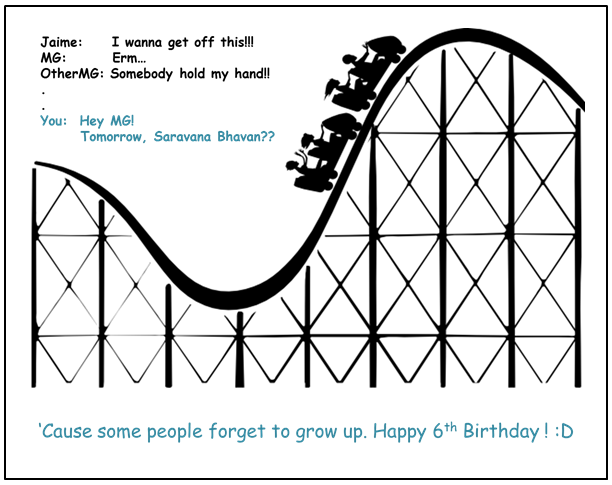 Jaime: I wanna get off this!!!
MG: Erm…
OtherMG: Somebody hold my hand!!
.
.
You: Hey MG!
Tomorrow, Saravana Bhavan??
‘Cause some people forget to grow up. Happy 6th Birthday ! :D